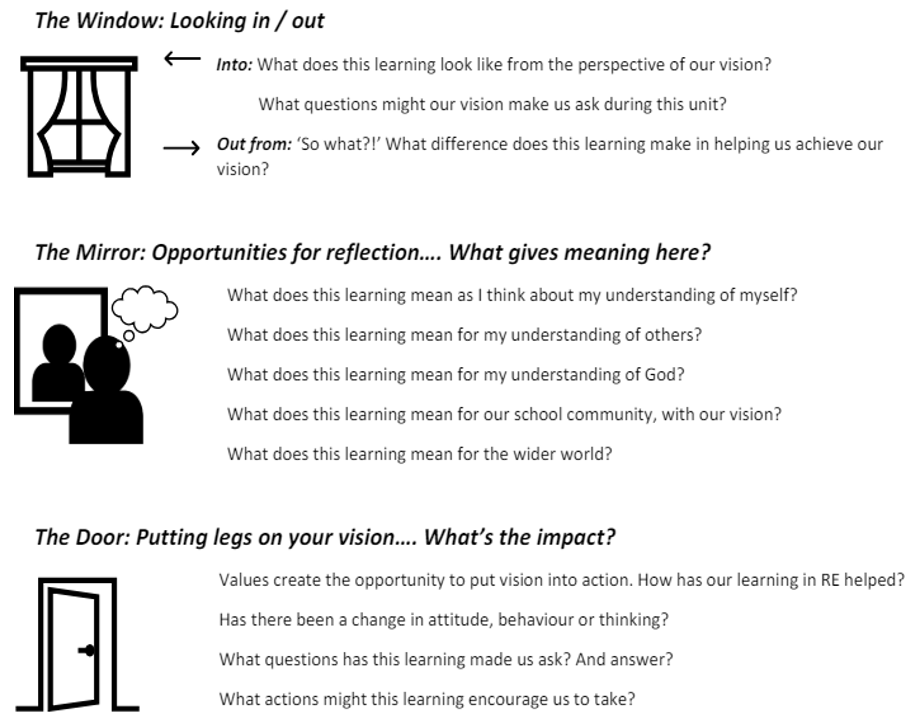 The Window: Looking in / out
Into: What does this learning look like from the perspective of our vision?
What questions might our vision make us ask during this unit?
Out from: ‘So what?!’ What difference does this learning make in helping us achieve our
vision?
The Mirror: Opportunities for reflection…. What gives meaning here?
What does this learning mean as I think about my understanding of myself?
What does this learning mean for my understanding of others?
What does this learning mean for my understanding of God?
What does this learning mean for our school community, with our vision?
What does this learning mean for the wider world?
The Door: Putting legs on your vision…. What’s the impact?
Values create the opportunity to put vision into action. How has our learning in RE helped?
Has there been a change in attitude, behaviour or thinking?
What questions has this learning made us ask? And answer?
What actions might this learning encourage us to take?